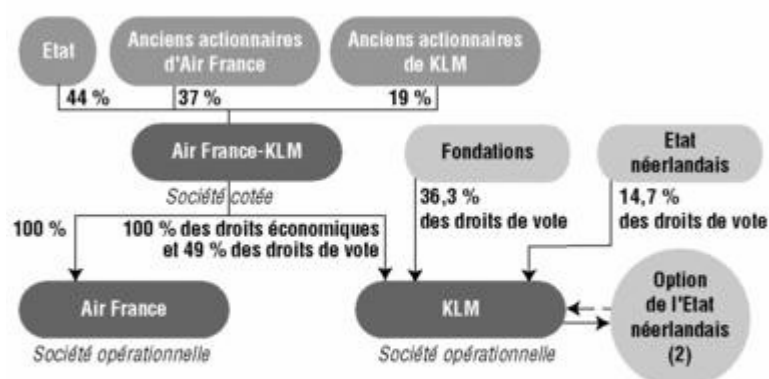 Etat
Anciens actionnaires
d'Air France
Anciens actionnaires
de KLM
44 %
37 %
19 %
Air France-KLM
Fondations
Etat
néerlandais
Société cotée
36,3 %
des droits de vote
14,7 %
des droits de vote
100 %
100 % des droits économiques
et 49 % des droits de vote
Air France
KLM
Option
de l'Etat
néerlandais
(2)
Société opérationnelle
Société opérationnelle